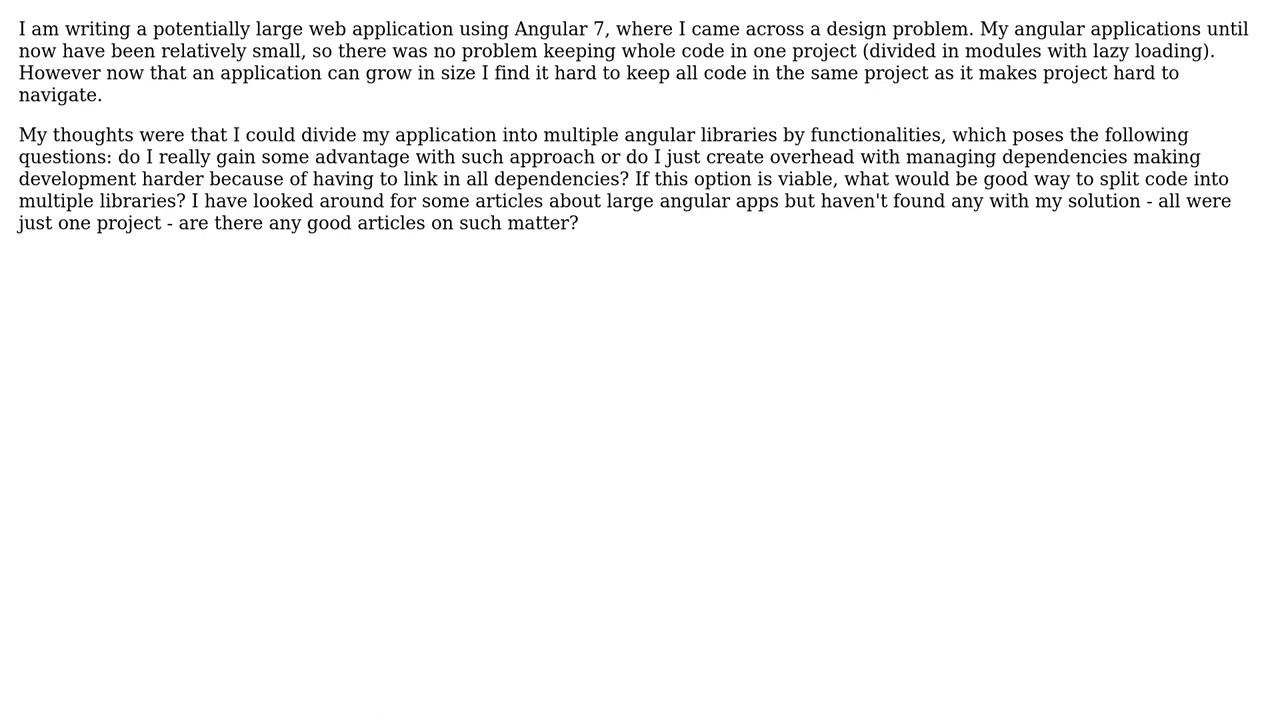 I am writing a potentially large web application using Angular 7, where I came across a design problem. My angular applications until
now have been relatively small, so there was no problem keeping whole code in one project (divided in modules with lazy loading).
However now that an application can grow in size I find it hard to keep all code in the same project as it makes project hard to
navigate.
My thoughts were that I could divide my application into multiple angular libraries by functionalities, which poses the following
questions: do I really gain some advantage with such approach or do I just create overhead with managing dependencies making
development harder because of having to link in all dependencies? If this option is viable, what would be good way to split code into
multiple libraries? I have looked around for some articles about large angular apps but haven't found any with my solution - all were
just one project - are there any good articles on such matter?